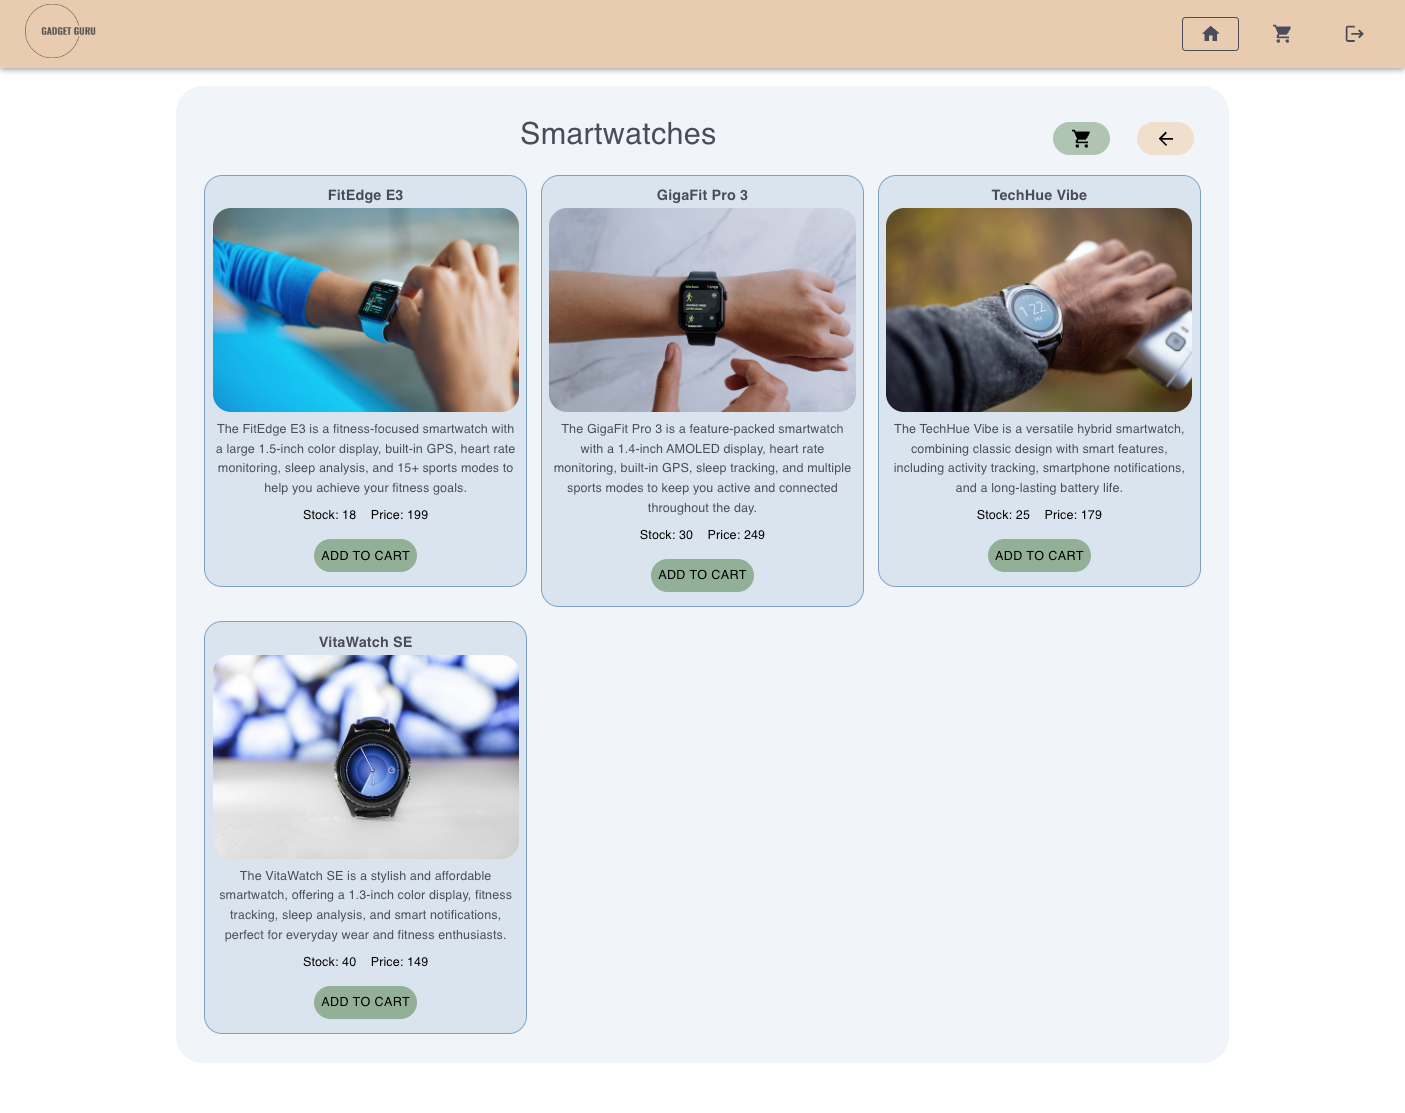 GADGET GURU
Smartwatches
FitEdge E3
The FitEdge E3 is a fitness-focused smartwatch with
a large 1.5-inch color display, built-in GPS, heart rate
monitoring, sleep analysis, and 15+ sports modes to
help you achieve your fitness goals.
Stock: 18 Price: 199
ADD TO CART
GigaFit Pro 3
The GigaFit Pro 3 is a feature-packed smartwatch
with a 1.4-inch AMOLED display, heart rate
monitoring, built-in GPS, sleep tracking, and multiple
sports modes to keep you active and connected
throughout the day.
Stock: 30 Price: 249
ADD TO CART
TechHue Vibe
1 22
The TechHue Vibe is a versatile hybrid smartwatch,
combining classic design with smart features,
including activity tracking, smartphone notifications,
and a long-lasting battery life.
Stock: 25 Price: 179
ADD TO CART
VitaWatch SE
The VitaWatch SE is a stylish and affordable
smartwatch, offering a 1.3-inch color display, fitness
tracking, sleep analysis, and smart notifications,
perfect for everyday wear and fitness enthusiasts.
Stock: 40 Price: 149
ADD TO CART